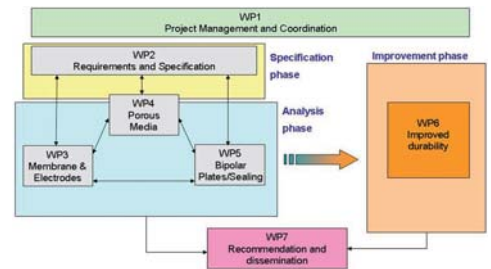 WP1
Project Management and Coordination
WP2
Requirements and Specification
Specification
phase
Improvement phase
WP4
Porous
Media
Analysis
phase
WP3
Membrane &
Electrodes
WP5
Bipolar
Plates/Sealing
WP6
Improved
durability
WP7
Recommendation and
dissemination